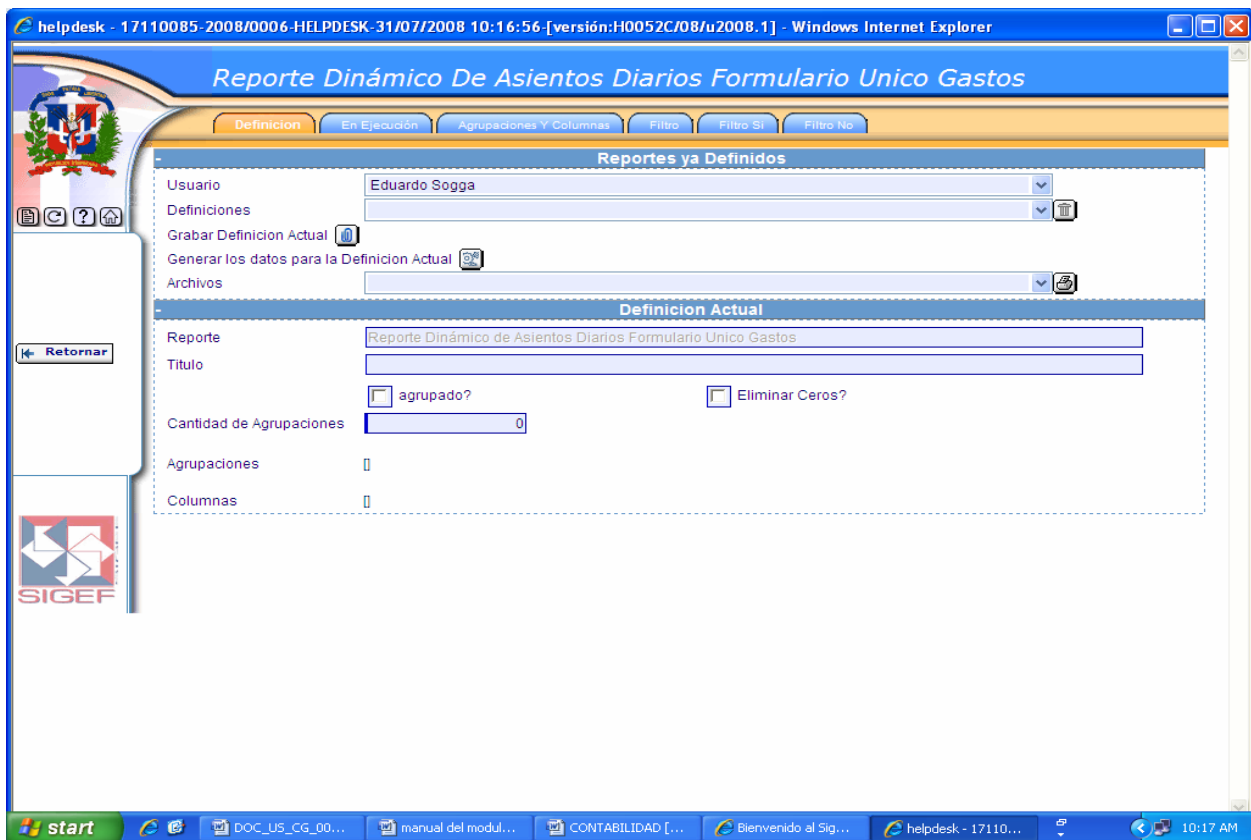 helpdesk - 17110085-2008/0006-HELPDESK-31/07/2008 10:16:56-[versión:H0052C/08/u2008.1] - Windows Internet Explorer
Reporte Dinámico De Asientos Diarios Formulario Unico Gastos
Definicion En Ejecución Agrupaciones Y Columnas Filtro Filtro Si Filtro No
- Reportes ya Definidos
Usuario Eduardo Sogga
Definiciones
Grabar Definicion Actual
Generar los datos para la Definicion Actual
Archivos
- Definicion Actual
Reporte Reporte Dinámico de Asientos Diarios Formulario Unico Gastos
Retornar
Titulo
agrupado? Eliminar Ceros?
Cantidad de Agrupaciones 0
Agrupaciones []
Columnas []
SIGEF
start DOC_US_CG_00... manual del modul... CONTABILIDAD [... Bienvenido al Sig... helpdesk - 17110... 10:17 AM